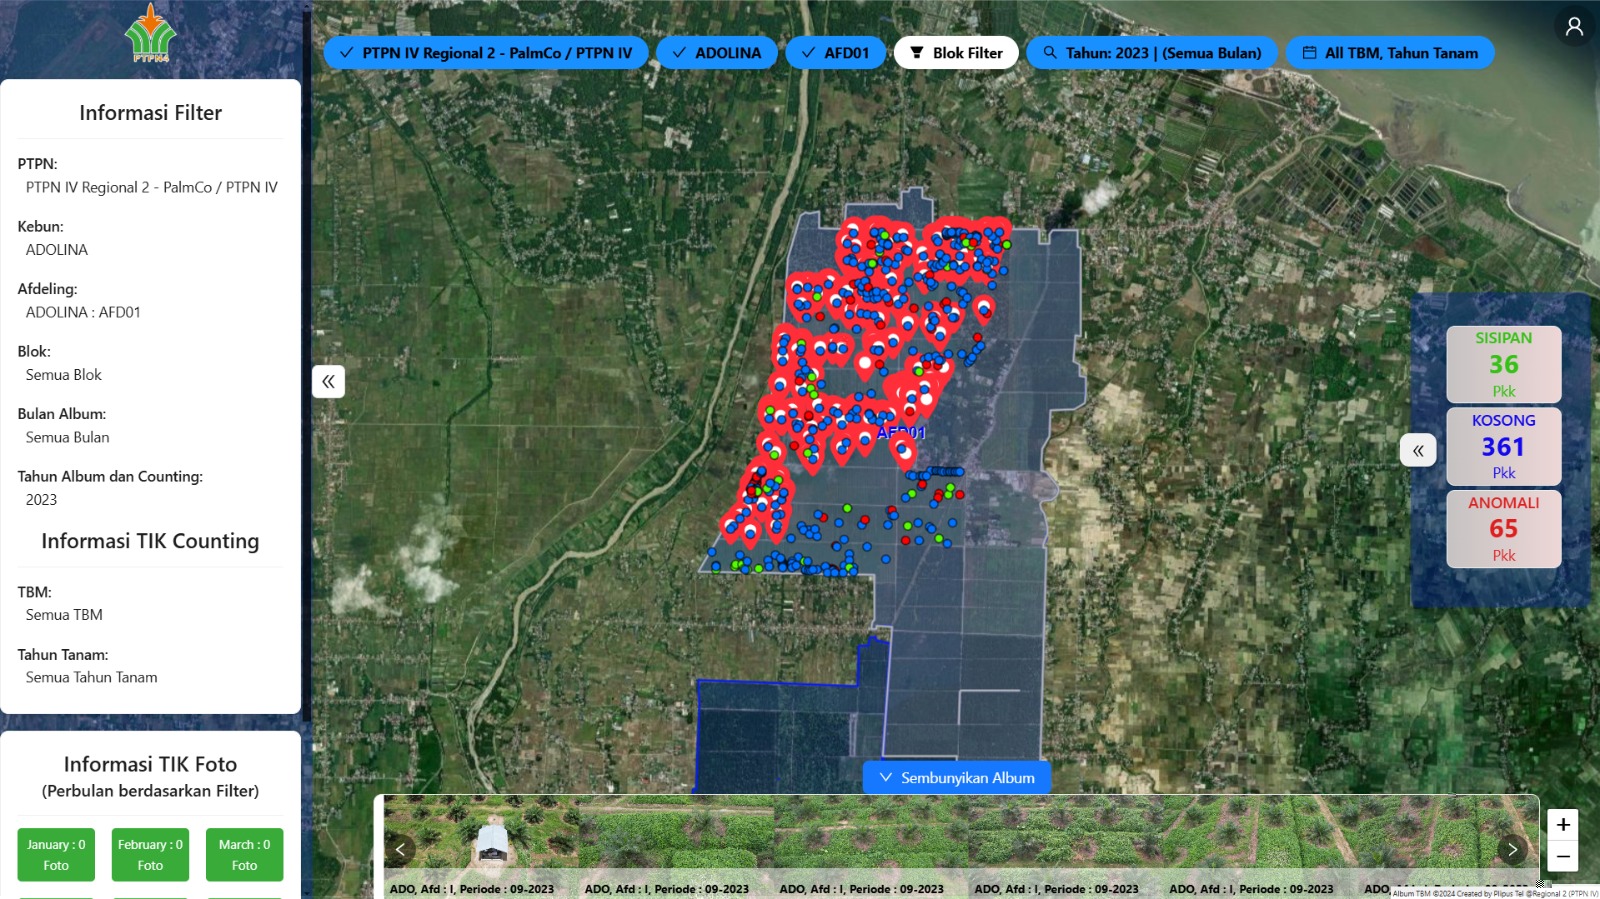 PTPN4
Informasi Filter
PTPN:
PTPN IV Regional 2 - PalmCo / PTPN IV
Kebun:
ADOLINA
Afdeling:
ADOLINA : AFD01
Blok:
Semua Blok
Bulan Album:
Semua Bulan
Tahun Album dan Counting:
2023
Informasi TIK Counting
TBM:
Semua TBM
Tahun Tanam:
Semua Tahun Tanam
Informasi TIK Foto
(Perbulan berdasarkan Filter)
January : 0 Foto
February : 0 Foto
March : 0 Foto
PTPN IV Regional 2 - PalmCo / PTPN IV
ADOLINA
AFD01
Blok Filter
Tahun: 2023 | (Semua Bulan)
All TBM, Tahun Tanam
AFD01
SISIPAN
36
Pkk
KOSONG
361
Pkk
ANOMALI
65
Pkk
Sembunyikan Album
ADO, Afd : I, Periode : 09-2023
ADO, Afd : I, Periode : 09-2023
ADO, Afd : I, Periode : 09-2023
ADO, Afd : I, Periode : 09-2023
ADO, Afd : I, Periode : 09-2023
ADO,
+
−
Album TBM ©2024 Created by Plipus Tel @Regional 2 (PTPN IV)